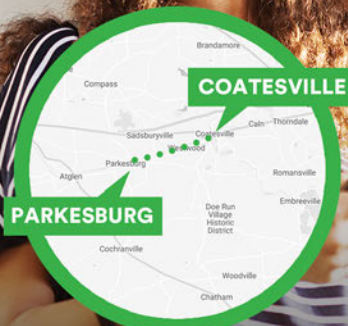 Brandamore
Compass
COATESVILLE
Sadsburyville
Coatesville
Caln
Thorndale
Westwood
Parkesburg
Atglen
Romansville
PARKESBURG
Doe Run
Village
Historic
District
Embreeville
Cochranville
Woodville
Chatham